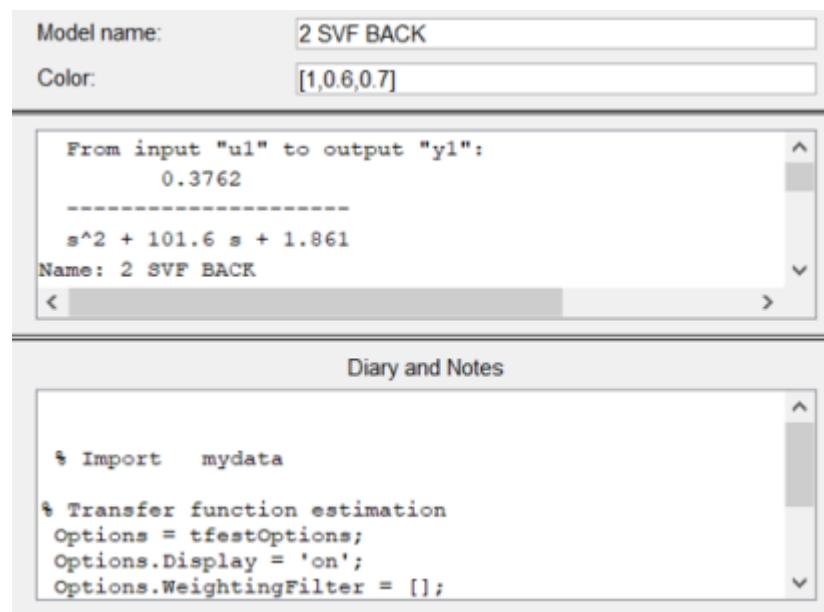 Model name: 2 SVF BACK
Color: [1,0.6,0.7]
From input "u1" to output "y1":
0.3762
---------------------
s^2 + 101.6 s + 1.861
Name: 2 SVF BACK
Diary and Notes
% Import mydata
% Transfer function estimation
Options = tfestOptions;
Options.Display = 'on';
Options.WeightingFilter = [];